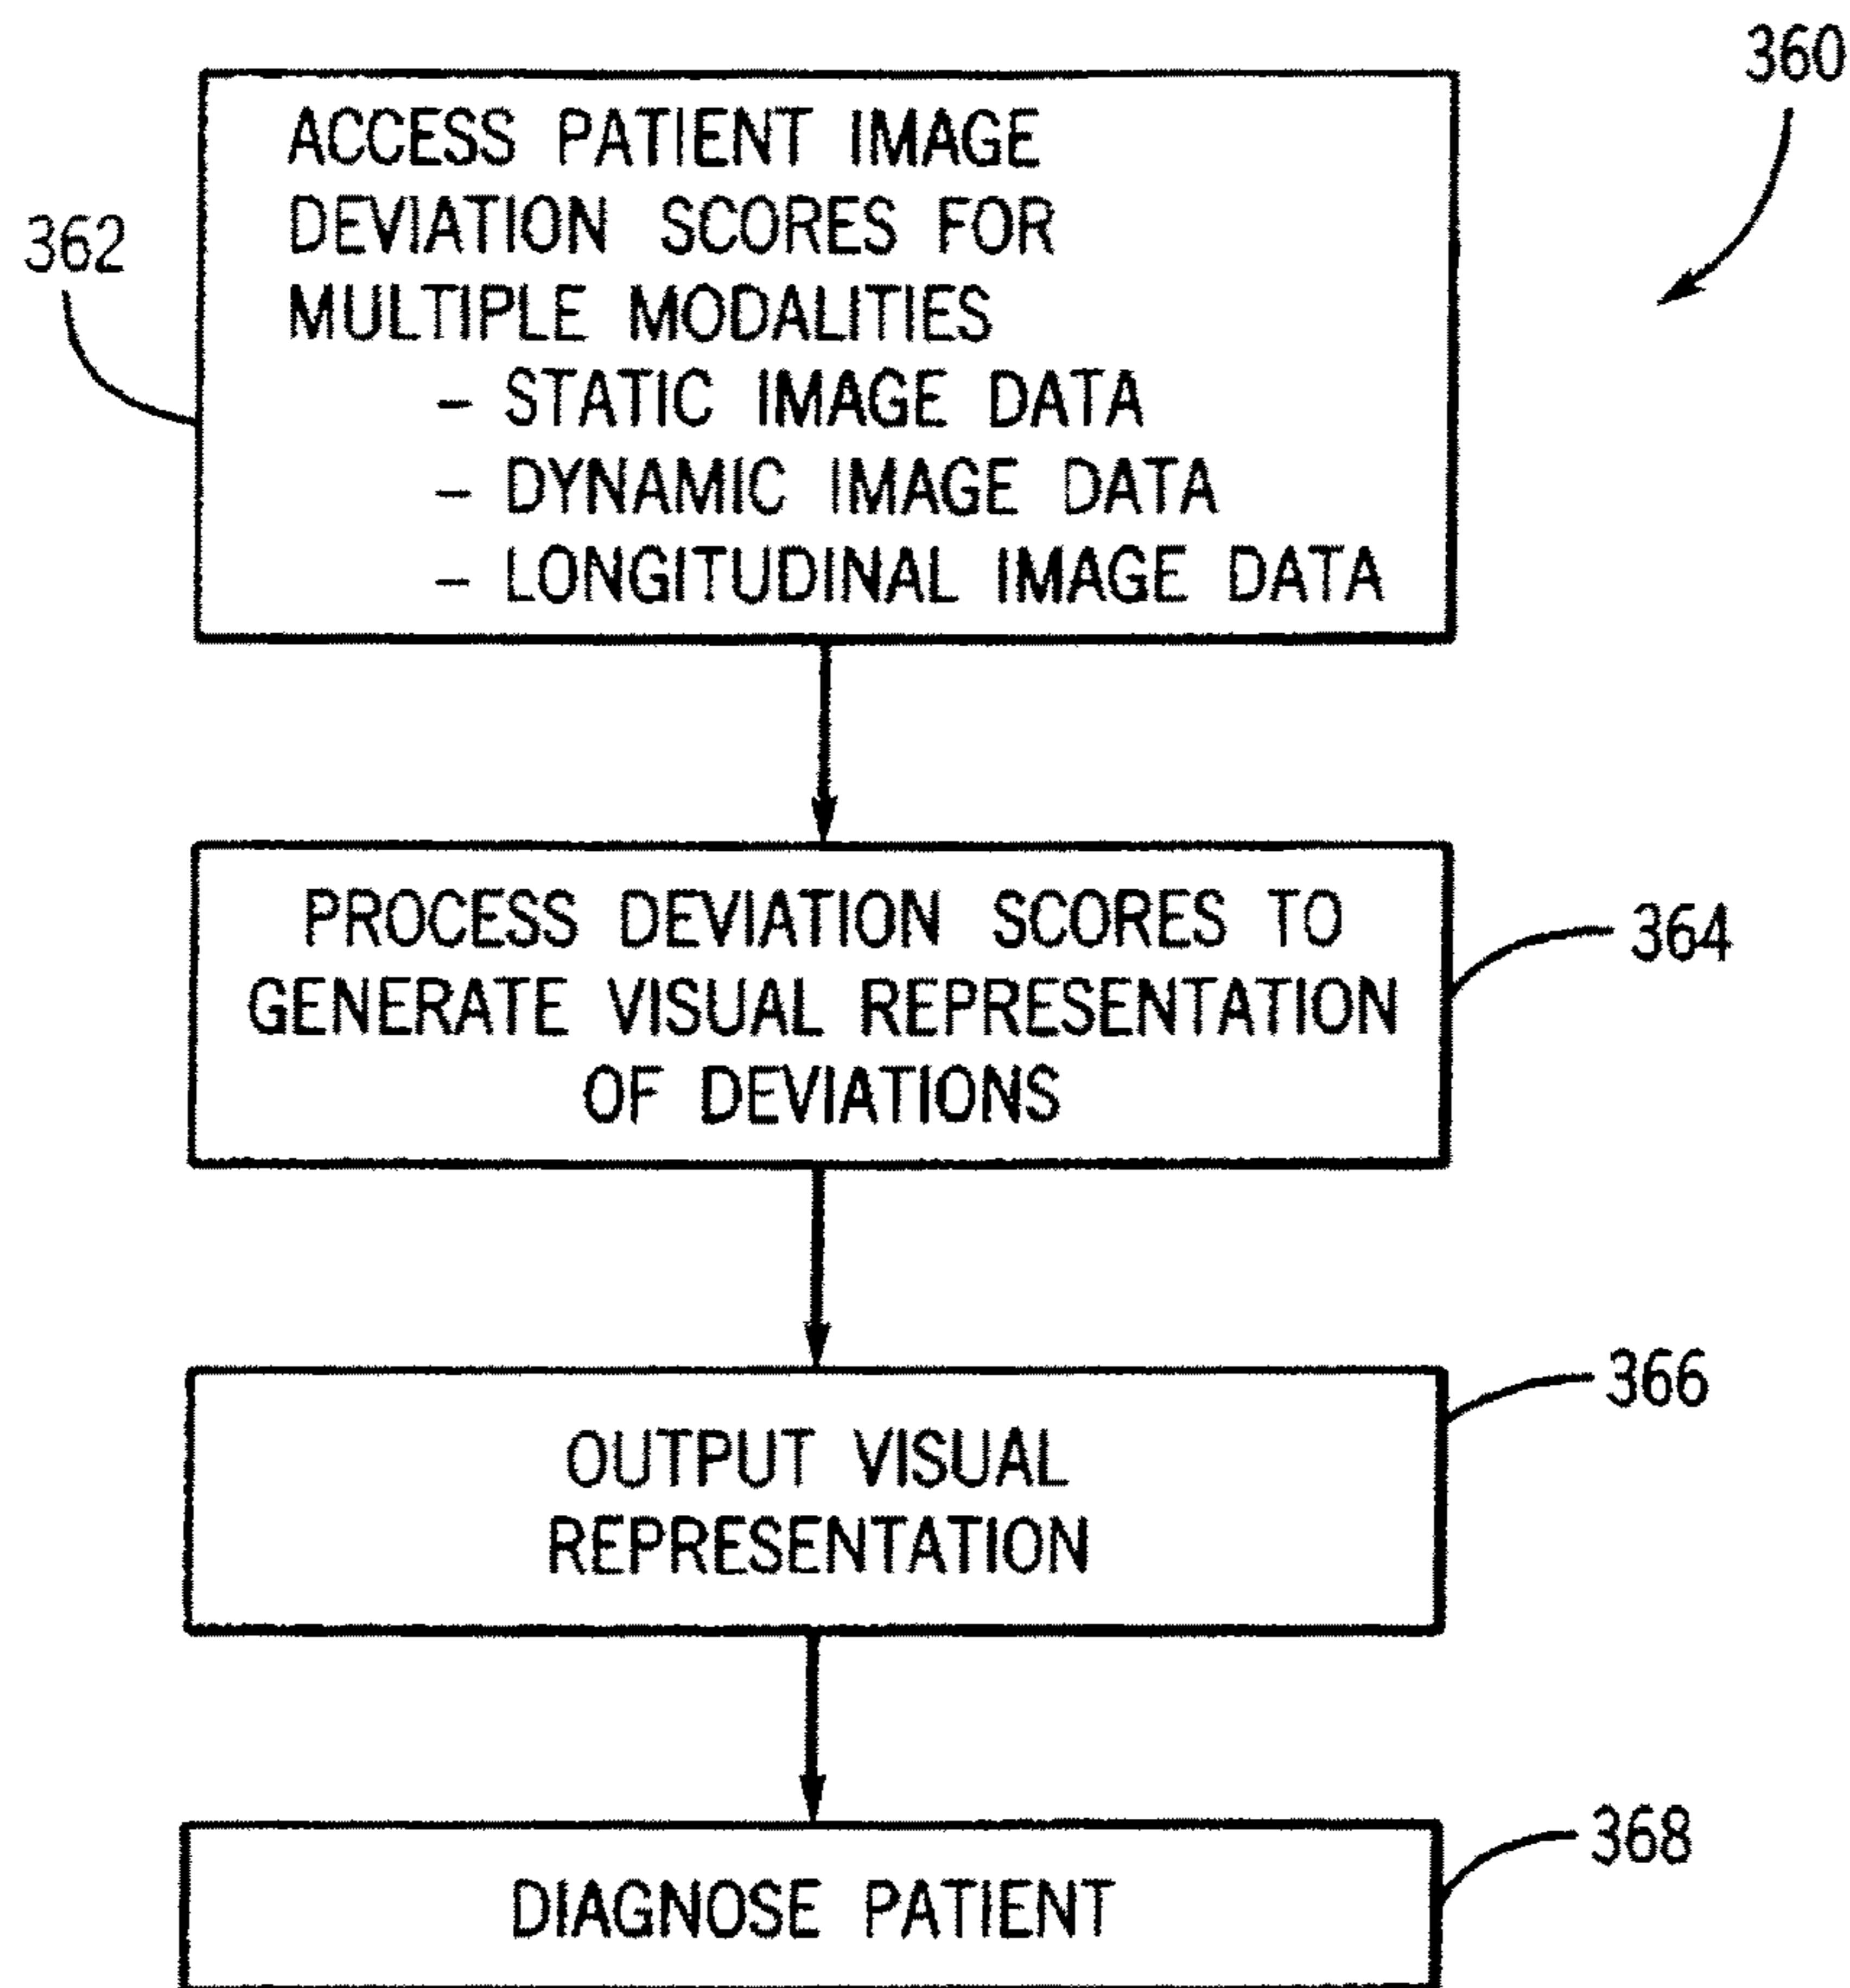 360
ACCESS PATIENT IMAGE
DEVIATION SCORES FOR
MULTIPLE MODALITIES
- STATIC IMAGE DATA
- DYNAMIC IMAGE DATA
- LONGITUDINAL IMAGE DATA
362
PROCESS DEVIATION SCORES TO
GENERATE VISUAL REPRESENTATION
OF DEVIATIONS
364
OUTPUT VISUAL
REPRESENTATION
366
DIAGNOSE PATIENT
368